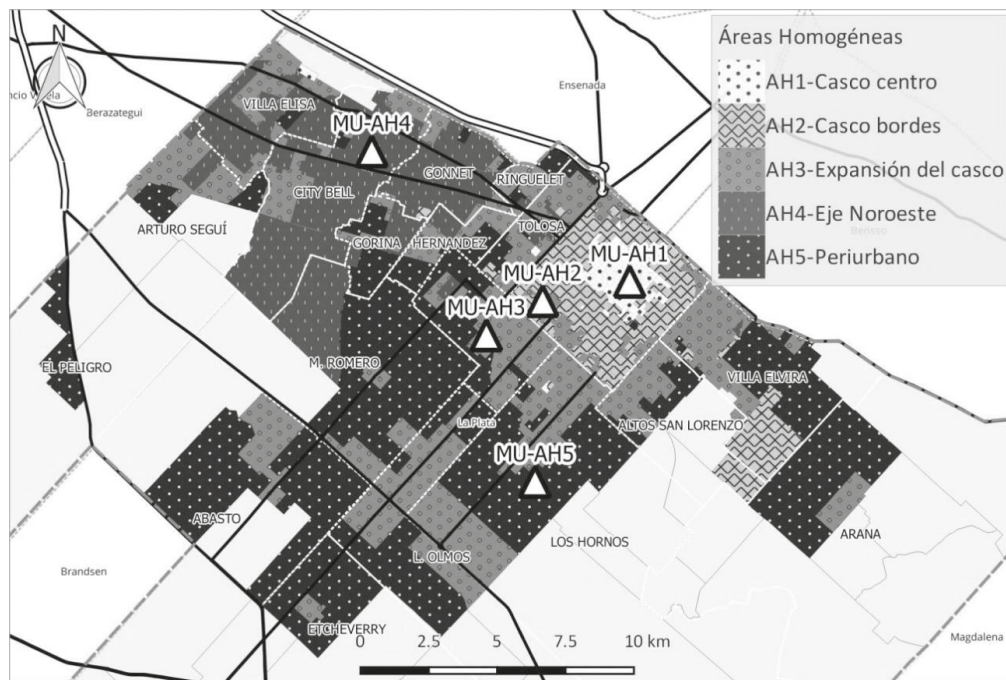 N
Áreas Homogéneas
AH1-Casco centro
AH2-Casco bordes
AH3-Expansión del casco
AH4-Eje Noroeste
AH5-Periurbano
Ensenada
Berazategui
VILLA ELISA
MU-AH4
GONNET
RINGUELET
CITY BELL
TOLOSA
Berisso
ARTURO SEGUÍ
GORINA
HERNANDEZ
MU-AH2
MU-AH1
MU-AH3
EL PELIGRO
M. ROMERO
VILLA ELVIRA
La Plata
ALTOS SAN LORENZO
MU-AH5
ABASTO
LOS HORNOS
ARANA
L. OLMOS
Brandsen
ETCHEVERRY
Magdalena
0 2.5 5 7.5 10 km